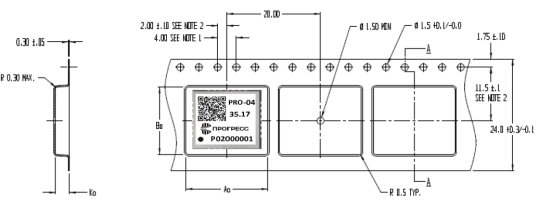 20.00
2.00 ±.10 SEE NOTE 2
4.00 SEE NOTE 1
Ø 1.50 MIN
Ø 1.5 +0.1/-0.0
1.75 ±.10
0.30 ±.05
A
R 0.30 MAX.
11.5 ±.1
SEE NOTE 2
Bo
PRO-04
35.17
ПРОГРЕСС
P02000001
24.0 +0.3/-0.1
Ko
Ao
R 0.5 TYP.
A